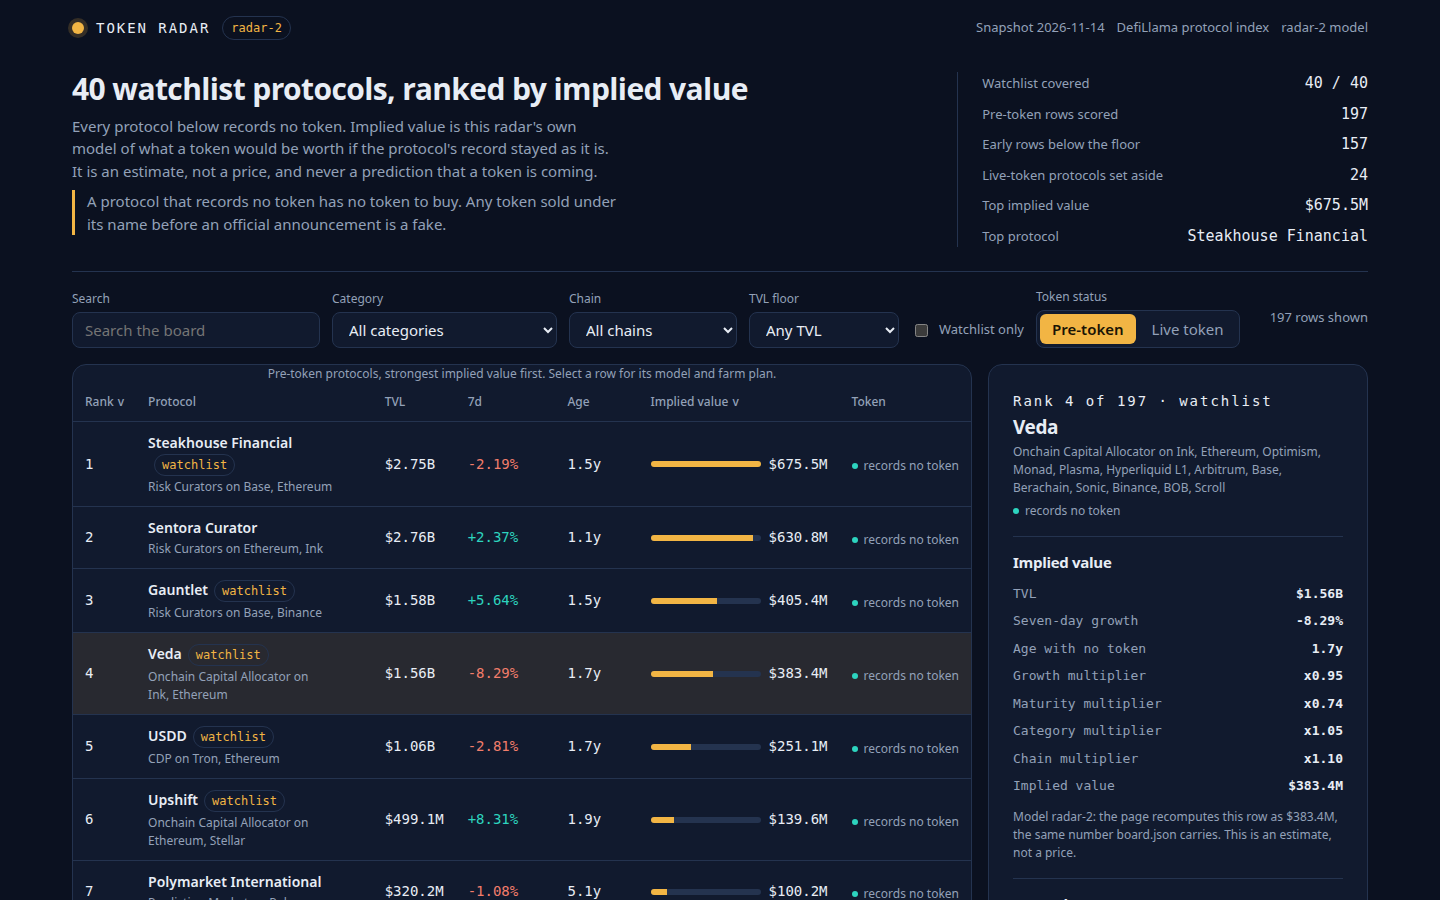 TOKEN RADAR radar-2
Snapshot 2026-11-14 DefiLlama protocol index radar-2 model
40 watchlist protocols, ranked by implied value
Every protocol below records no token. Implied value is this radar's own
model of what a token would be worth if the protocol's record stayed as it is.
It is an estimate, not a price, and never a prediction that a token is coming.
A protocol that records no token has no token to buy. Any token sold under
its name before an official announcement is a fake.
Watchlist covered 40 / 40
Pre-token rows scored 197
Early rows below the floor 157
Live-token protocols set aside 24
Top implied value $675.5M
Top protocol Steakhouse Financial
Search Category Chain TVL floor Token status
Search the board All categories All chains Any TVL Watchlist only Pre-token Live token 197 rows shown
Pre-token protocols, strongest implied value first. Select a row for its model and farm plan.
Rank v Protocol TVL 7d Age Implied value v Token
Steakhouse Financial
1 watchlist $2.75B -2.19% 1.5y $675.5M records no token
Risk Curators on Base, Ethereum
Sentora Curator
2 $2.76B +2.37% 1.1y $630.8M records no token
Risk Curators on Ethereum, Ink
Gauntlet watchlist
3 $1.58B +5.64% 1.5y $405.4M records no token
Risk Curators on Base, Binance
Veda watchlist
4 $1.56B -8.29% 1.7y $383.4M records no token
Onchain Capital Allocator on
Ink, Ethereum
USDD watchlist
5 $1.06B -2.81% 1.7y $251.1M records no token
CDP on Tron, Ethereum
Upshift watchlist
6 $499.1M +8.31% 1.9y $139.6M records no token
Onchain Capital Allocator on
Ethereum, Stellar
Polymarket International
7 $320.2M -1.08% 5.1y $100.2M records no token
Rank 4 of 197 · watchlist
Veda
Onchain Capital Allocator on Ink, Ethereum, Optimism,
Monad, Plasma, Hyperliquid L1, Arbitrum, Base,
Berachain, Sonic, Binance, BOB, Scroll
records no token
Implied value
TVL $1.56B
Seven-day growth -8.29%
Age with no token 1.7y
Growth multiplier x0.95
Maturity multiplier x0.74
Category multiplier x1.05
Chain multiplier x1.10
Implied value $383.4M
Model radar-2: the page recomputes this row as $383.4M,
the same number board.json carries. This is an estimate,
not a price.